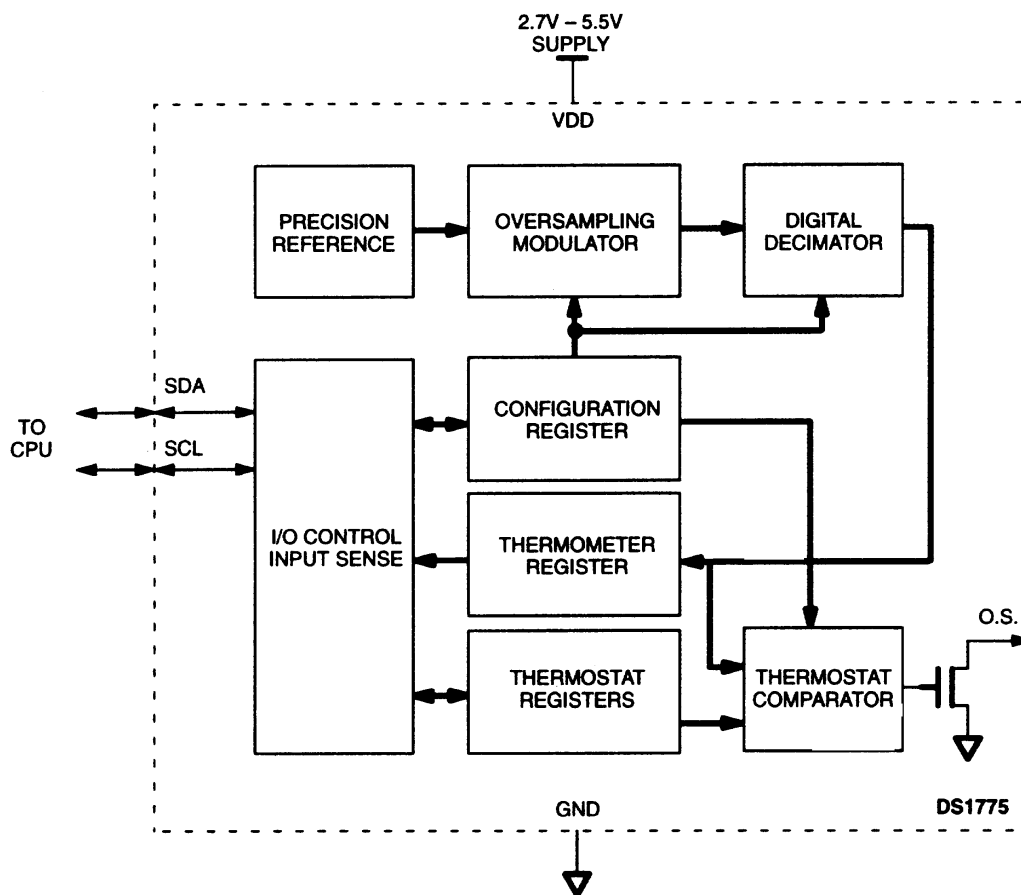 2.7V – 5.5V
SUPPLY
VDD
PRECISION
REFERENCE
OVERSAMPLING
MODULATOR
DIGITAL
DECIMATOR
SDA
TO
CPU
SCL
CONFIGURATION
REGISTER
I/O CONTROL
INPUT SENSE
THERMOMETER
REGISTER
THERMOSTAT
REGISTERS
THERMOSTAT
COMPARATOR
O.S.
GND
DS1775